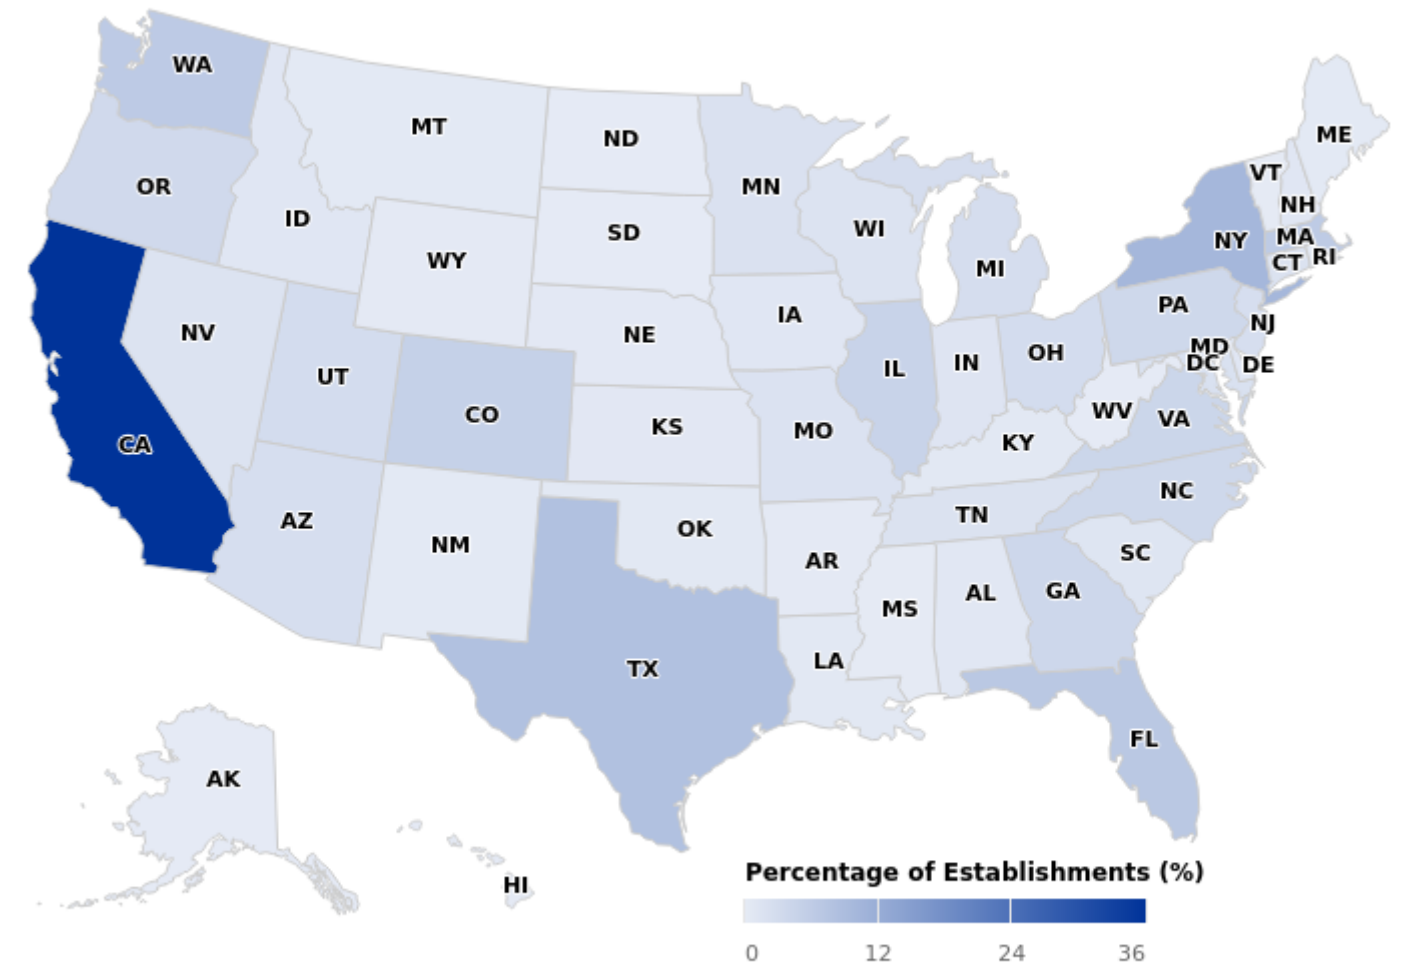 WA
MT
ND
MN
ME
VT
OR
ID
SD
WI
NH
NY
MA
WY
MI
CT RI
NV
NE
IA
PA
NJ
UT
CO
IL
IN
OH
MD
DC
DE
CA
KS
MO
KY
WV
VA
AZ
NM
OK
TN
NC
AR
SC
MS
AL
GA
TX
LA
FL
AK
HI
Percentage of Establishments (%)
0 12 24 36